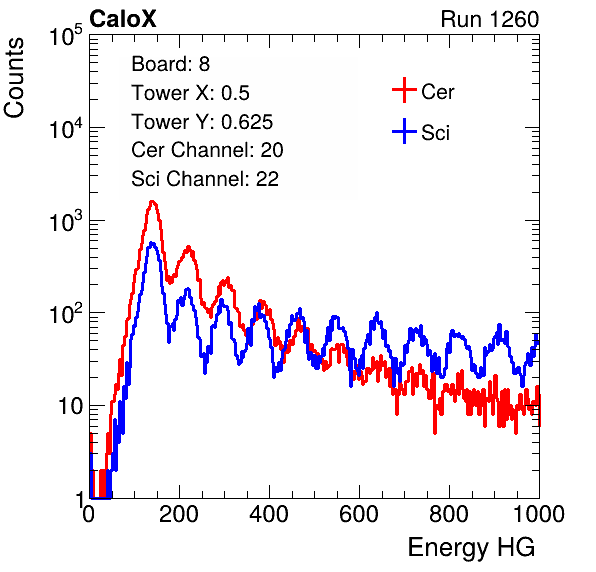 CaloX Run 1260
Counts
Board: 8
Tower X: 0.5
Tower Y: 0.625
Cer Channel: 20
Sci Channel: 22
Cer
Sci
10^5
10^4
10^3
10^2
10
1
0 200 400 600 800 1000
Energy HG